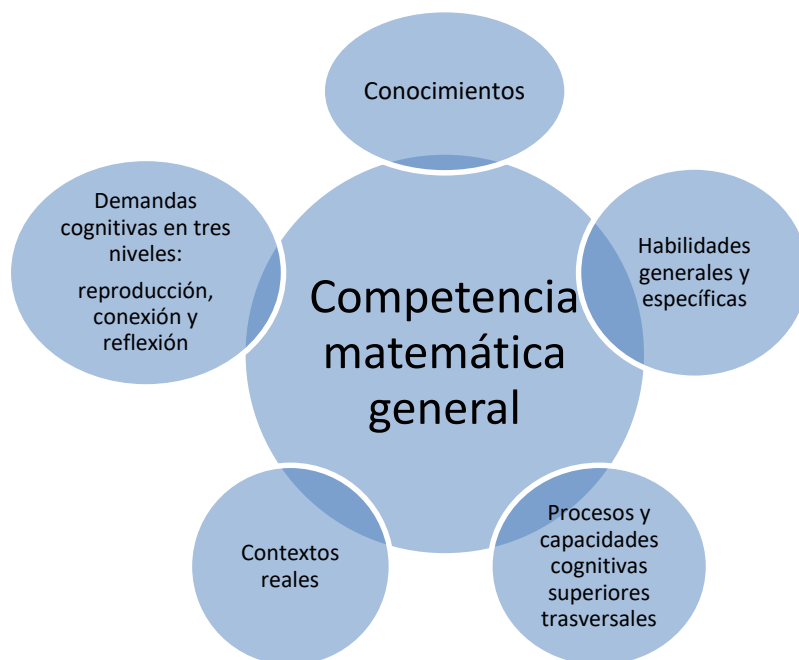 Conocimientos
Demandas
cognitivas en tres
niveles:
reproducción,
conexión y
reflexión
Habilidades
generales y
específicas
Competencia
matemática
general
Contextos
reales
Procesos y
capacidades
cognitivas
superiores
trasversales